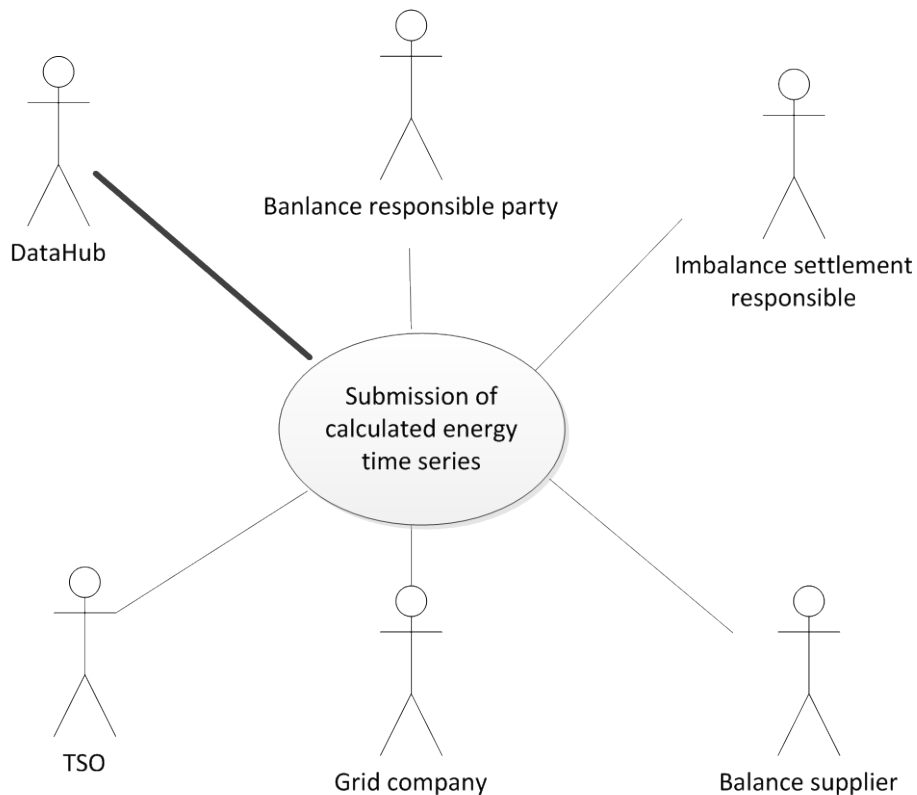 Banlance responsible party
DataHub
Imbalance settlement
responsible
Submission of
calculated energy
time series
TSO
Grid company
Balance supplier